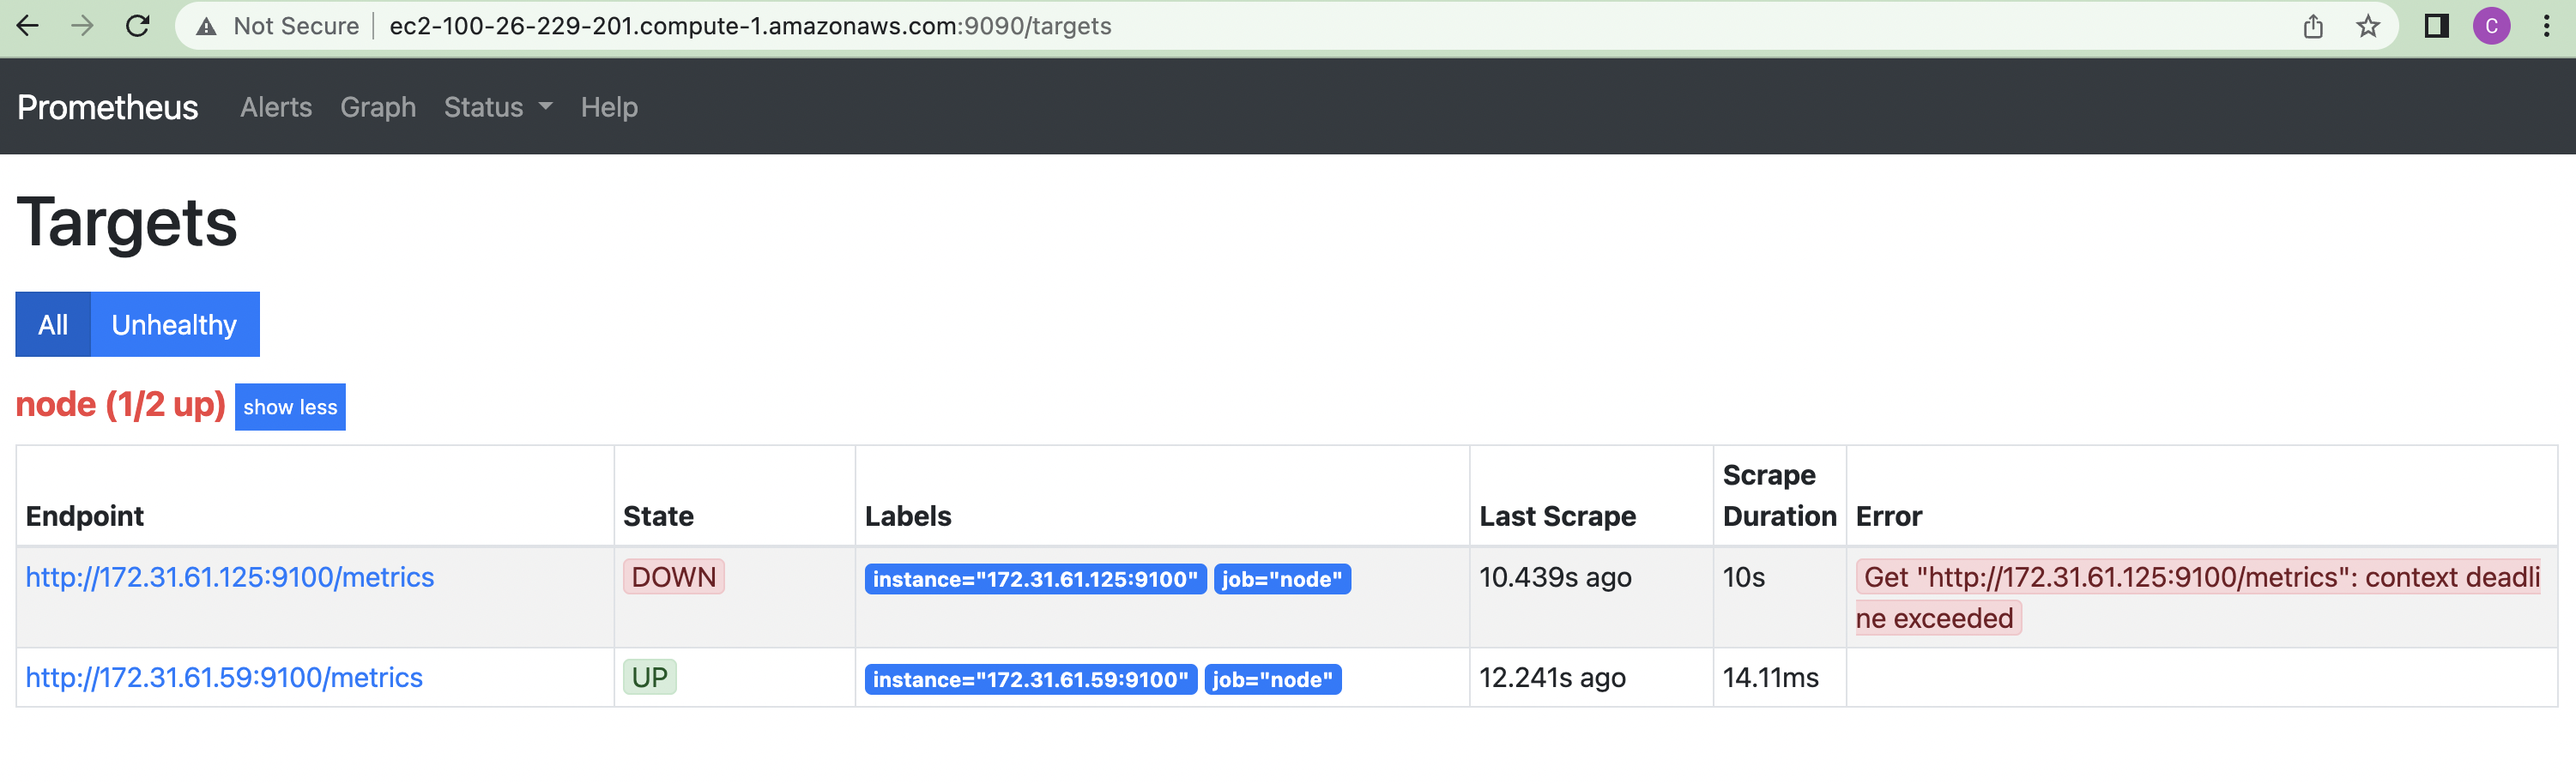 Not Secure ec2-100-26-229-201.compute-1.amazonaws.com:9090/targets C
Prometheus Alerts Graph Status Help
Targets
All Unhealthy
node (1/2 up) show less
Scrape
Endpoint State Labels Last Scrape Duration Error
http://172.31.61.125:9100/metrics DOWN instance="172.31.61.125:9100" job="node" 10.439s ago 10s Get "http://172.31.61.125:9100/metrics": context deadli
ne exceeded
http://172.31.61.59:9100/metrics UP instance="172.31.61.59:9100" job="node" 12.241s ago 14.11ms